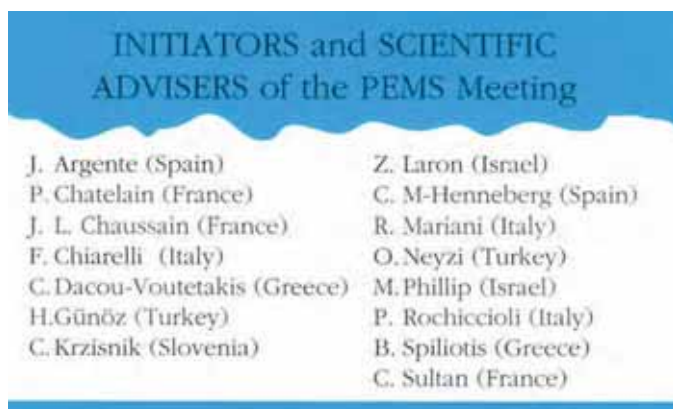 INITIATORS and SCIENTIFIC
ADVISERS of the PEMS Meeting
J. Argente (Spain)
P. Chatelain (France)
J. L. Chaussain (France)
F. Chiarelli (Italy)
C. Dacou-Voutetakis (Greece)
H. Günöz (Turkey)
C. Krzisnik (Slovenia)
Z. Laron (Israel)
C. M-Henneberg (Spain)
R. Mariani (Italy)
O. Neyzi (Turkey)
M. Phillip (Israel)
P. Rochiccioli (Italy)
B. Spiliotis (Greece)
C. Sultan (France)